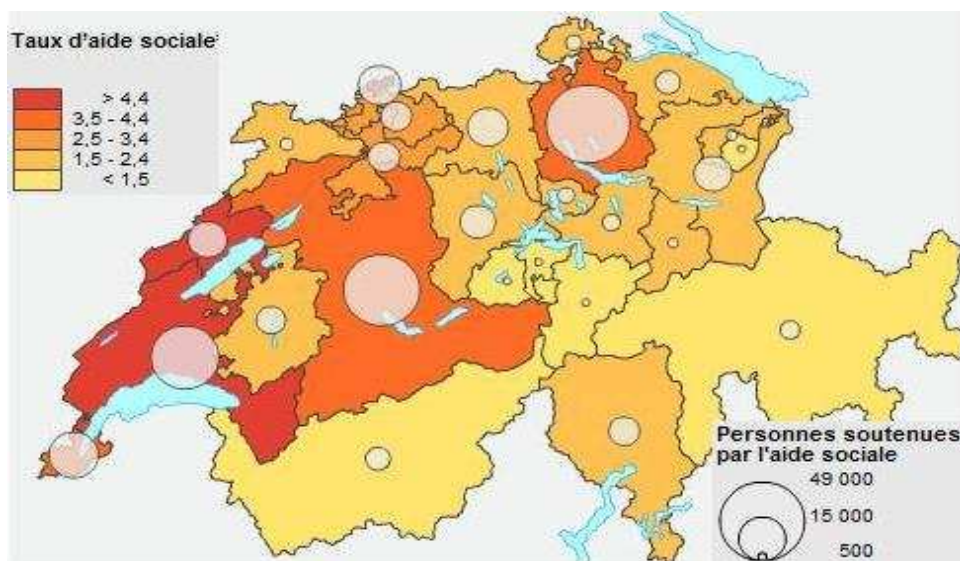 Taux d'aide sociale
> 4,4
3,5 - 4,4
2,5 - 3,4
1,5 - 2,4
< 1,5
Personnes soutenues
par l'aide sociale
49 000
15 000
500